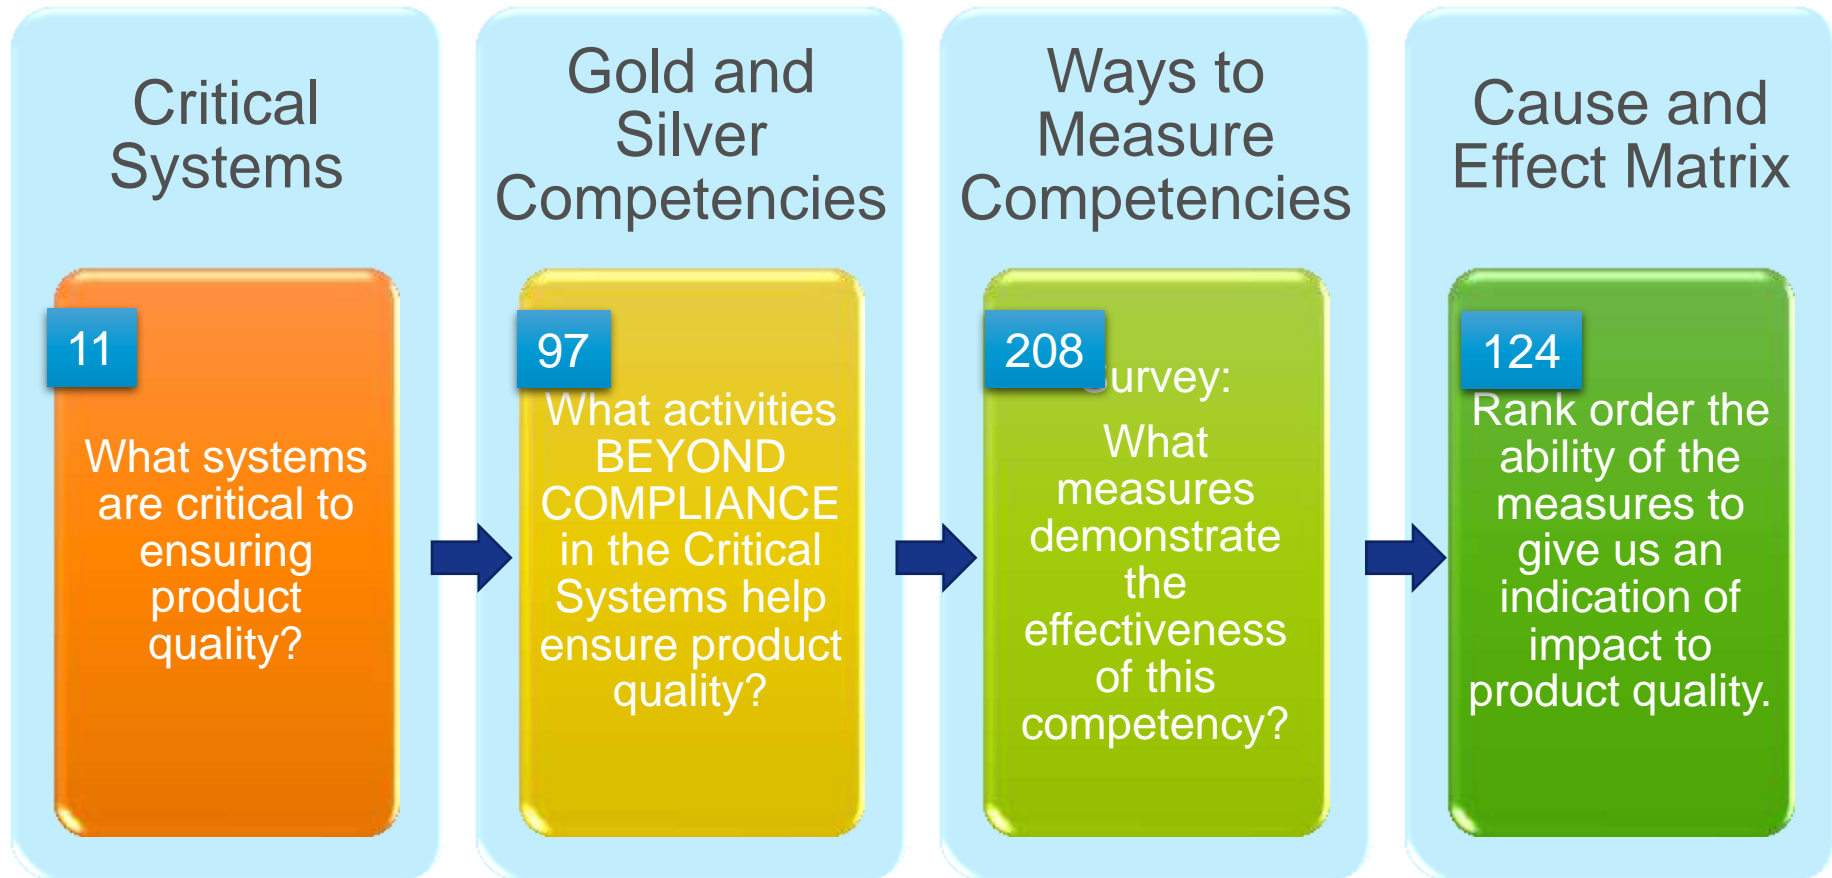 Critical
Systems
11
What systems
are critical to
ensuring
product
quality?
Gold and
Silver
Competencies
97
What activities
BEYOND
COMPLIANCE
in the Critical
Systems help
ensure product
quality?
Ways to
Measure
Competencies
208
Survey:
What
measures
demonstrate
the
effectiveness
of this
competency?
Cause and
Effect Matrix
124
Rank order the
ability of the
measures to
give us an
indication of
impact to
product quality.